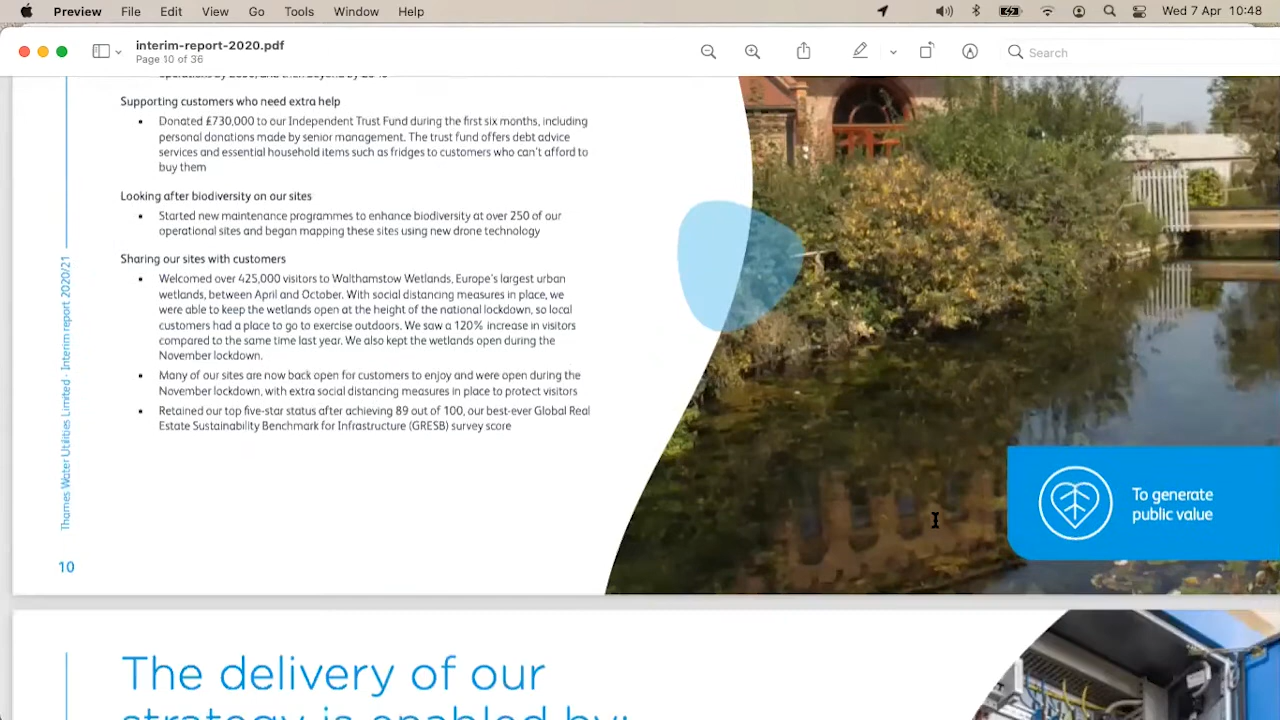 Preview File Edit View Go Tools Window Help Wed 7 Apr 10:48
interim-report-2020.pdf
Page 10 of 36
Search
Supporting customers who need extra help
• Donated £730,000 to our Independent Trust Fund during the first six months, including
personal donations made by senior management. The trust fund offers debt advice
services and essential household items such as fridges to customers who can't afford to
buy them
Looking after biodiversity on our sites
• Started new maintenance programmes to enhance biodiversity at over 250 of our
operational sites and began mapping these sites using new drone technology
Sharing our sites with customers
• Welcomed over 425,000 visitors to Walthamstow Wetlands, Europe's largest urban
wetlands, between April and October. With social distancing measures in place, we
were able to keep the wetlands open at the height of the national lockdown, so local
customers had a place to go to exercise outdoors. We saw a 120% increase in visitors
compared to the same time last year. We also kept the wetlands open during the
November lockdown.
• Many of our sites are now back open for customers to enjoy and were open during the
November lockdown, with extra social distancing measures in place to protect visitors
• Retained our top five-star status after achieving 89 out of 100, our best-ever Global Real
Estate Sustainability Benchmark for Infrastructure (GRESB) survey score
Thames Water Utilities Limited · Interim report 2020/21
10
To generate
public value
The delivery of our
strategy is enabled by: